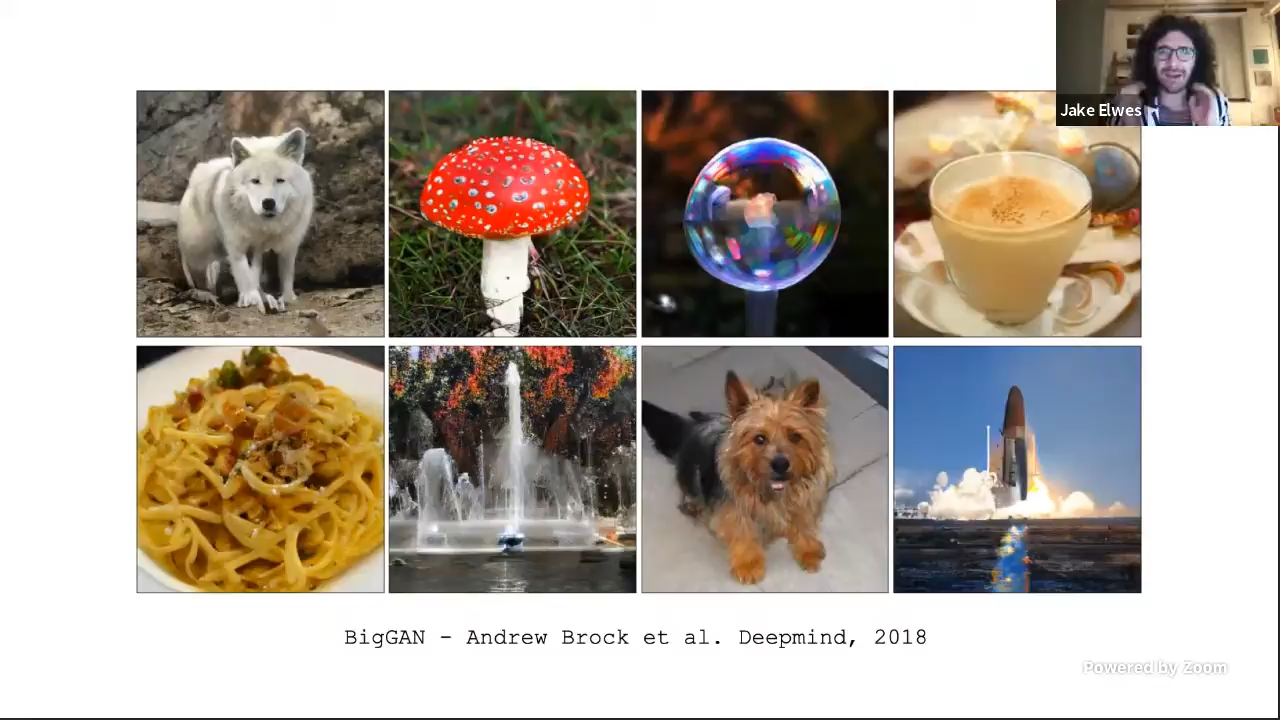 Jake Elwes
BigGAN - Andrew Brock et al. Deepmind, 2018
Powered by Zoom